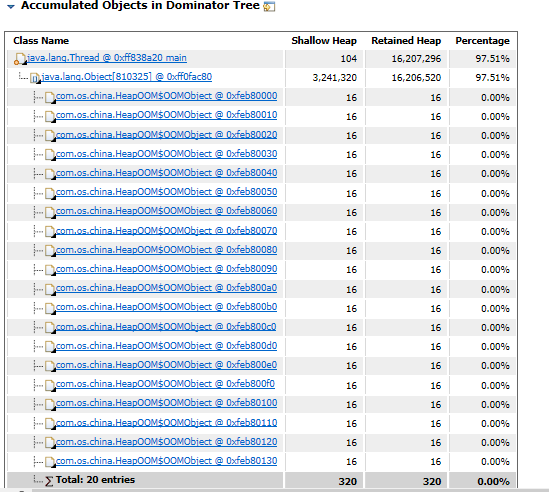 Accumulated Objects in Dominator Tree
Class Name Shallow Heap Retained Heap Percentage
java.lang.Thread @ 0xff838a20 main 104 16,207,296 97.51%
java.lang.Object[810325] @ 0xff0fac80 3,241,320 16,206,520 97.51%
com.os.china.HeapOOM$OOMObject @ 0xfeb80000 16 16 0.00%
com.os.china.HeapOOM$OOMObject @ 0xfeb80010 16 16 0.00%
com.os.china.HeapOOM$OOMObject @ 0xfeb80020 16 16 0.00%
com.os.china.HeapOOM$OOMObject @ 0xfeb80030 16 16 0.00%
com.os.china.HeapOOM$OOMObject @ 0xfeb80040 16 16 0.00%
com.os.china.HeapOOM$OOMObject @ 0xfeb80050 16 16 0.00%
com.os.china.HeapOOM$OOMObject @ 0xfeb80060 16 16 0.00%
com.os.china.HeapOOM$OOMObject @ 0xfeb80070 16 16 0.00%
com.os.china.HeapOOM$OOMObject @ 0xfeb80080 16 16 0.00%
com.os.china.HeapOOM$OOMObject @ 0xfeb80090 16 16 0.00%
com.os.china.HeapOOM$OOMObject @ 0xfeb800a0 16 16 0.00%
com.os.china.HeapOOM$OOMObject @ 0xfeb800b0 16 16 0.00%
com.os.china.HeapOOM$OOMObject @ 0xfeb800c0 16 16 0.00%
com.os.china.HeapOOM$OOMObject @ 0xfeb800d0 16 16 0.00%
com.os.china.HeapOOM$OOMObject @ 0xfeb800e0 16 16 0.00%
com.os.china.HeapOOM$OOMObject @ 0xfeb800f0 16 16 0.00%
com.os.china.HeapOOM$OOMObject @ 0xfeb80100 16 16 0.00%
com.os.china.HeapOOM$OOMObject @ 0xfeb80110 16 16 0.00%
com.os.china.HeapOOM$OOMObject @ 0xfeb80120 16 16 0.00%
com.os.china.HeapOOM$OOMObject @ 0xfeb80130 16 16 0.00%
Σ Total: 20 entries 320 320 0.00%